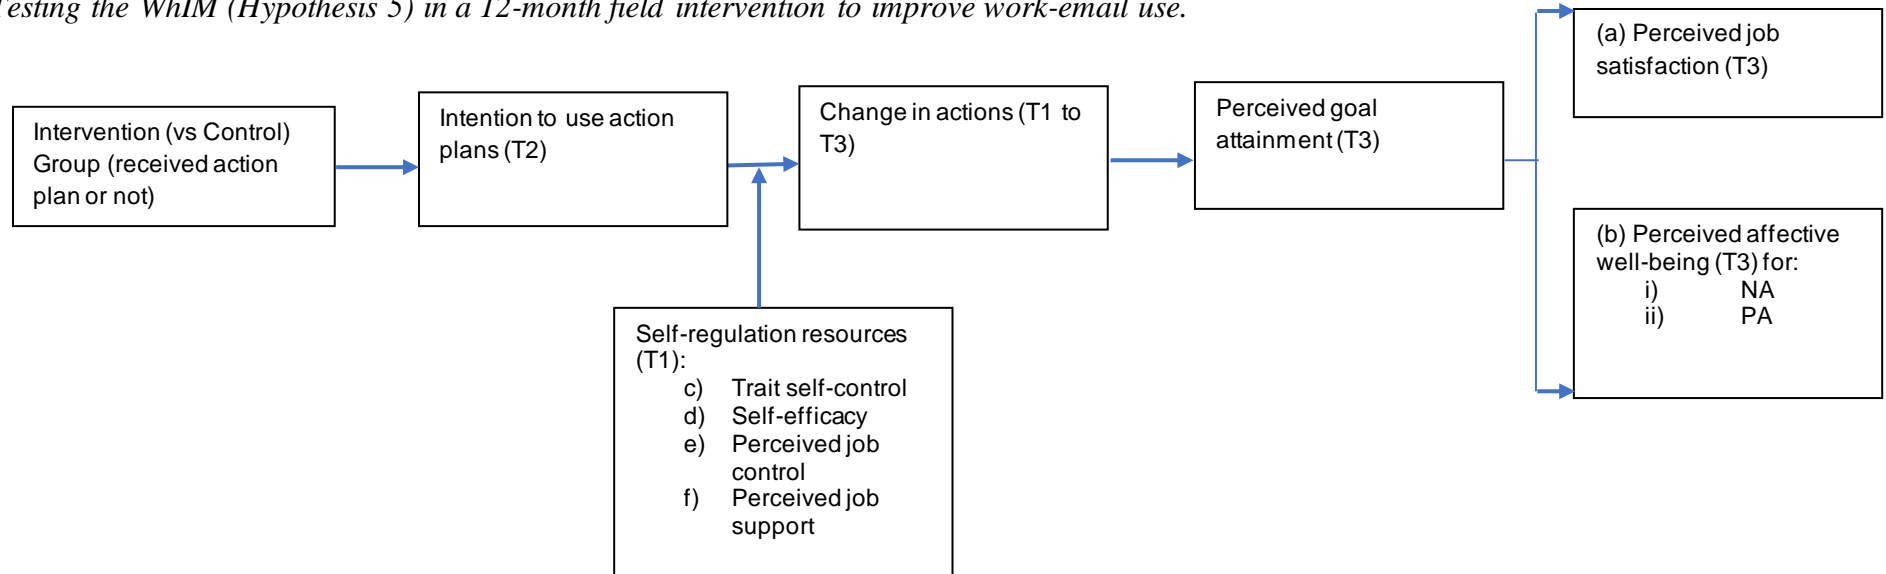 Testing the WhIM (Hypothesis 5) in a 12-month field intervention to improve work-email use.
Intervention (vs Control)
Group (received action
plan or not)
Intention to use action
plans (T2)
Change in actions (T1 to
T3)
Perceived goal
attainment (T3)
(a) Perceived job
satisfaction (T3)
(b) Perceived affective
well-being (T3) for:
i) NA
ii) PA
Self-regulation resources
(T1):
c) Trait self-control
d) Self-efficacy
e) Perceived job
control
f) Perceived job
support